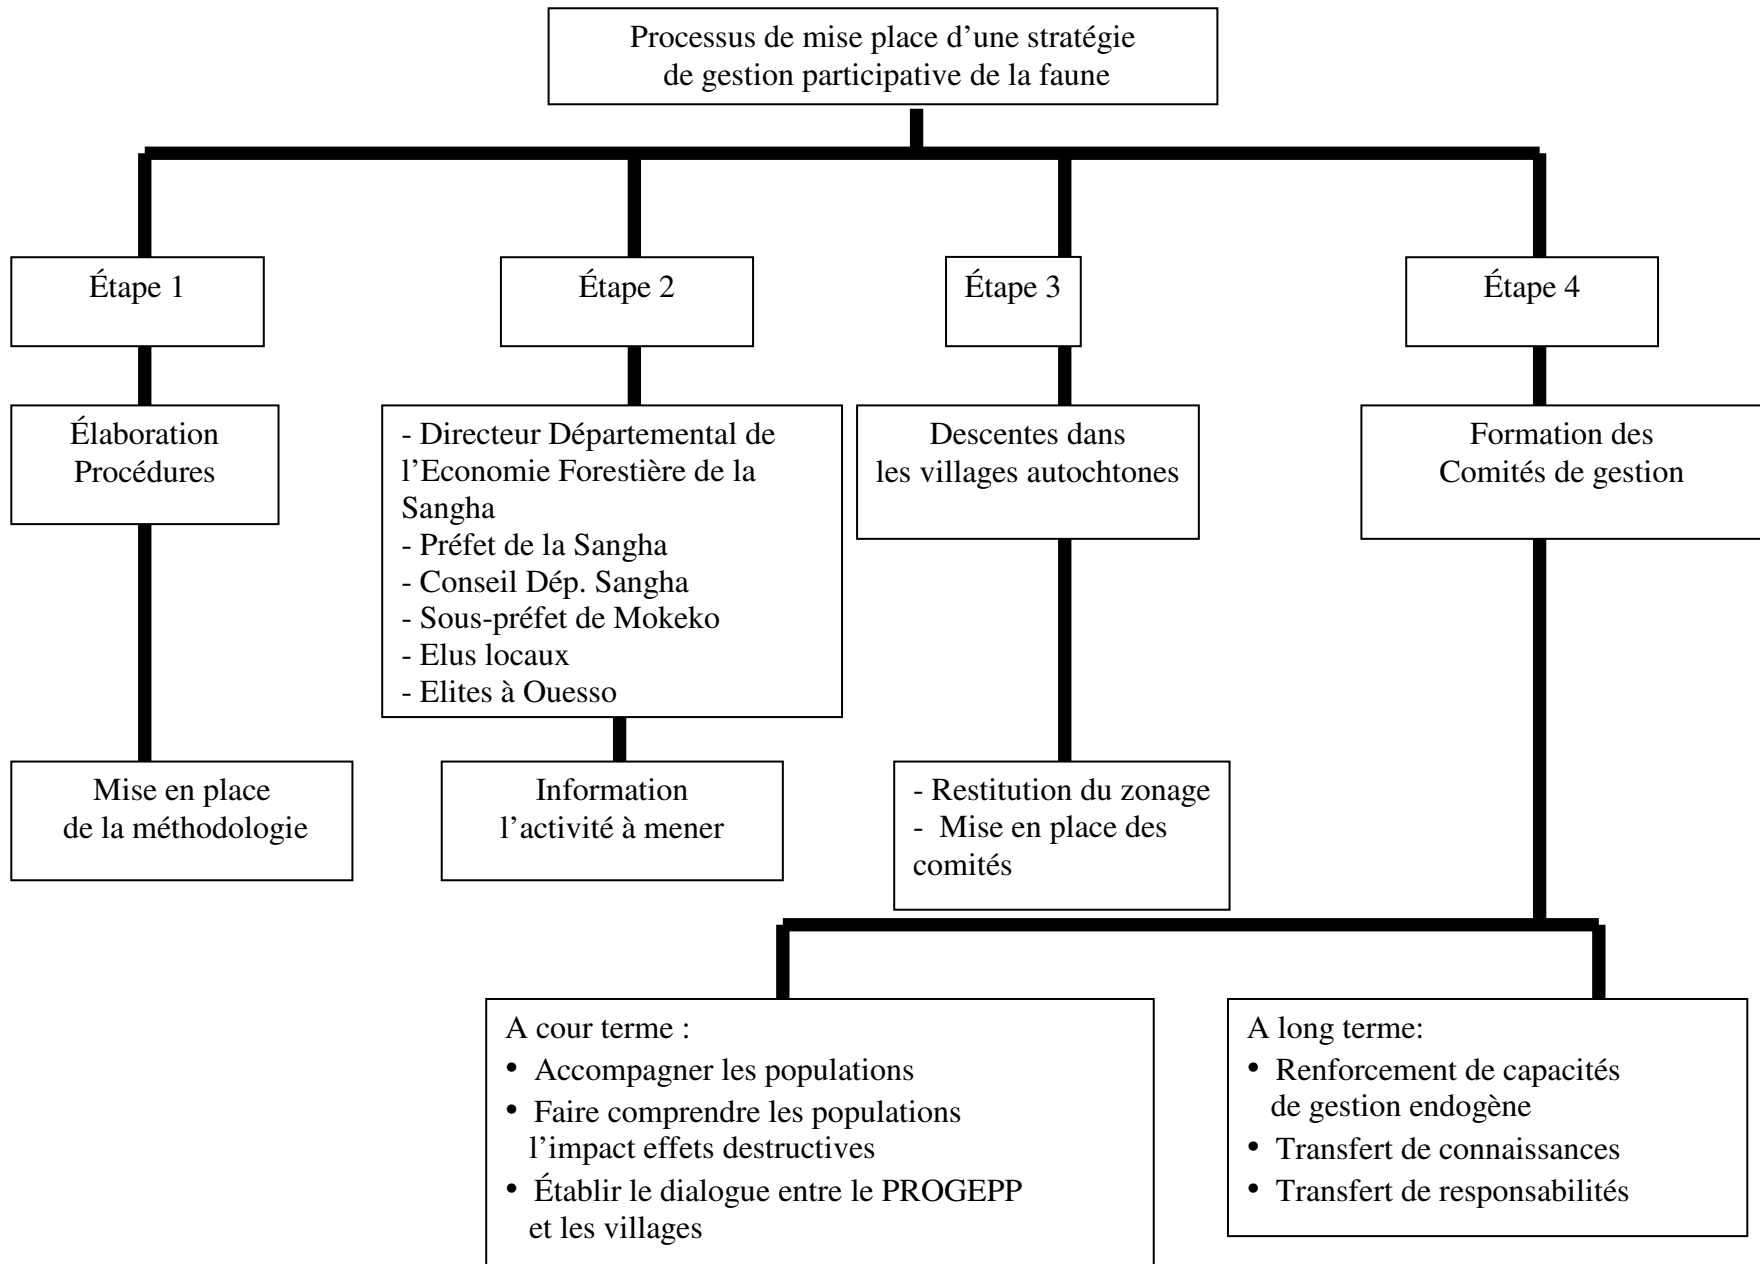 Processus de mise place d’une stratégie
de gestion participative de la faune
Étape 1
Étape 2
Étape 3
Étape 4
Élaboration
Procédures
- Directeur Départemental de
l’Economie Forestière de la
Sangha
- Préfet de la Sangha
- Conseil Dép. Sangha
- Sous-préfet de Mokeko
- Elus locaux
- Elites à Ouesso
Descentes dans
les villages autochtones
Formation des
Comités de gestion
Mise en place
de la méthodologie
Information
l’activité à mener
- Restitution du zonage
- Mise en place des
comités
A cour terme :
• Accompagner les populations
• Faire comprendre les populations
l’impact effets destructives
• Établir le dialogue entre le PROGEPP
et les villages
A long terme:
• Renforcement de capacités
de gestion endogène
• Transfert de connaissances
• Transfert de responsabilités